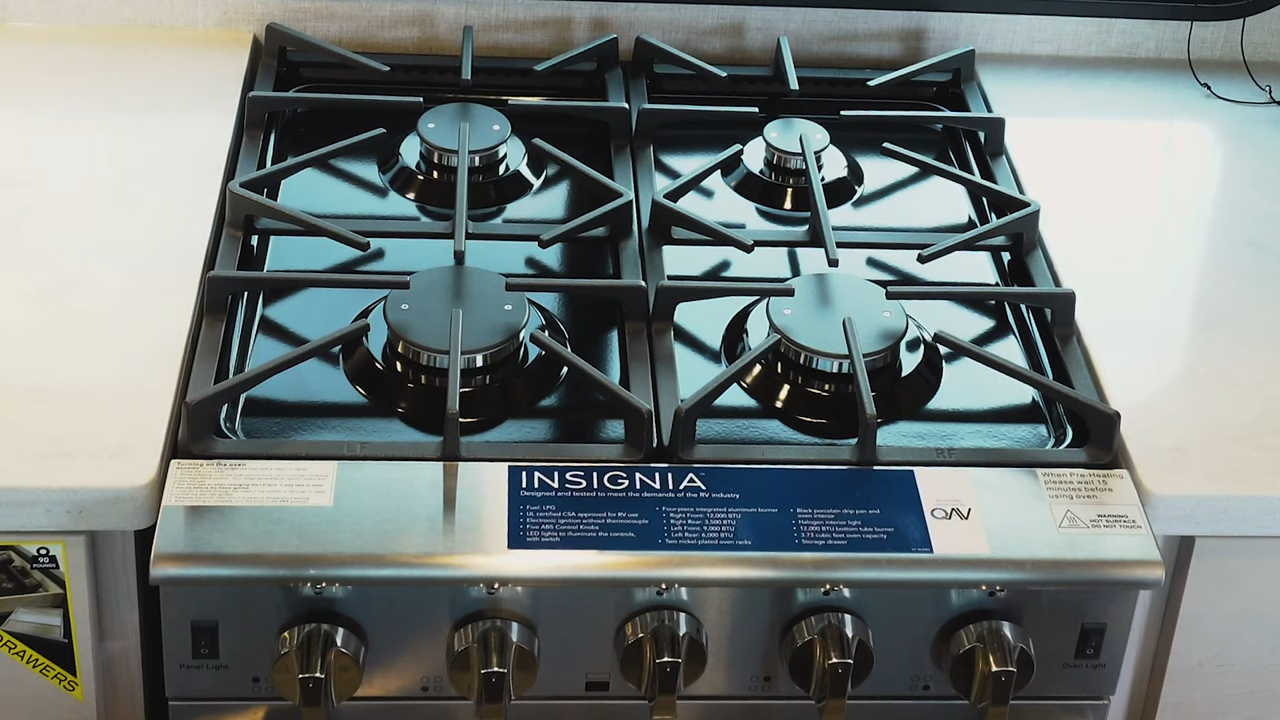 LF
RF
Turning on the oven
INSIGNIA™
Designed and tested to meet the demands of the RV industry
• Fuel: LPG
• UL certified CSA approved for RV use
• Electronic ignition without thermocouple
• Five ABS Control Knobs
• LED lights to illuminate the controls,
with switch
• Four-piece integrated aluminum burner
• Right Front: 12,000 BTU
• Right Rear: 3,500 BTU
• Left Front: 9,000 BTU
• Left Rear: 6,000 BTU
• Two nickel-plated oven racks
• Black porcelain drip pan and
oven interior
• Halogen interior light
• 12,000 BTU bottom tube burner
• 3.73 cubic feet oven capacity
• Storage drawer
When Pre-Heating,
please wait 15
minutes before
using oven.
WARNING
HOT SURFACE
DO NOT TOUCH
90
POUNDS
DRAWERS
Panel Light
Oven Light